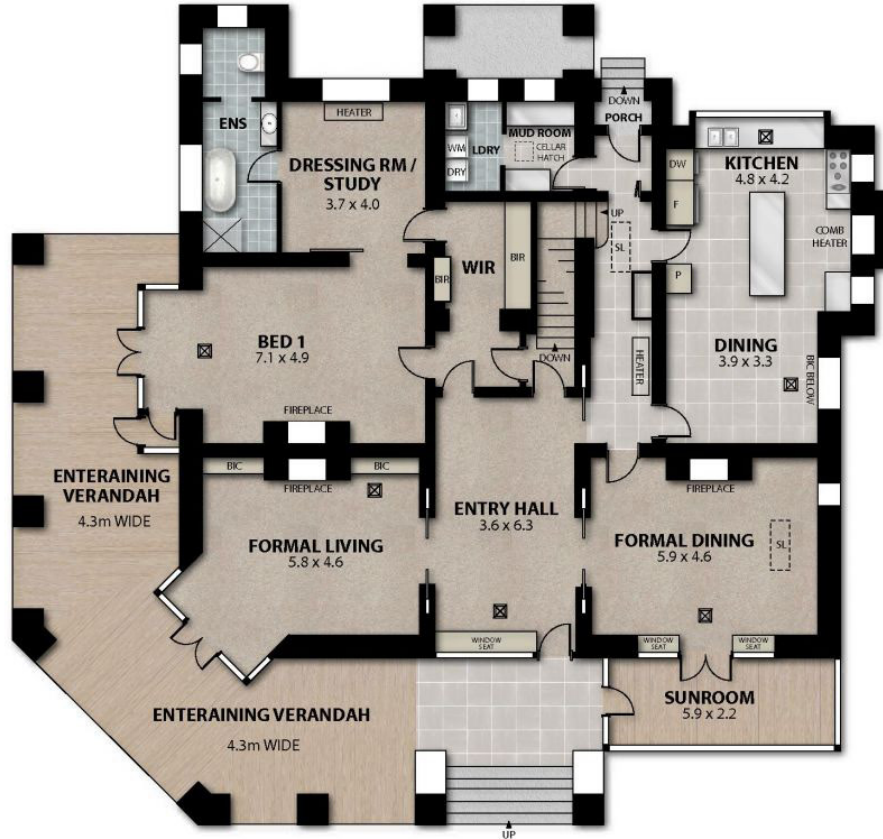 ENS
HEATER
DRESSING RM /
STUDY
3.7 x 4.0
WM
DRY
LDRY
MUD ROOM
CELLAR
HATCH
DOWN
PORCH
DW
F
P
KITCHEN
4.8 x 4.2
COMB
HEATER
UP
SL
WIR
BIR
BIR
DOWN
HEATER
DINING
3.9 x 3.3
BIC BELOW
BED 1
7.1 x 4.9
FIREPLACE
BIC
BIC
FIREPLACE
FORMAL LIVING
5.8 x 4.6
ENTERAINING
VERANDAH
4.3m WIDE
ENTRY HALL
3.6 x 6.3
WINDOW
SEAT
FIREPLACE
FORMAL DINING
5.9 x 4.6
SL
WINDOW
SEAT
WINDOW
SEAT
SUNROOM
5.9 x 2.2
ENTERAINING VERANDAH
4.3m WIDE
UP